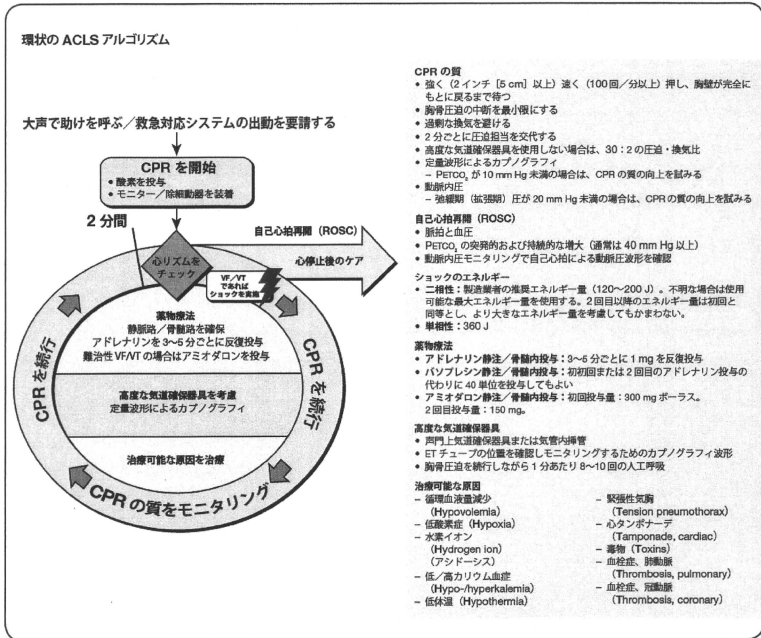 環状の ACLS アルゴリズム
大声で助けを呼ぶ／救急対応システムの出動を要請する
CPR を開始
• 酸素を投与
• モニター／除細動器を装着
2 分間
心リズムを
チェック
自己心拍再開（ROSC）
心停止後のケア
VF／VT
であれば
ショックを実施
薬物療法
静脈路／骨髄路を確保
アドレナリンを 3〜5 分ごとに反復投与
難治性 VF/VT の場合はアミオダロンを投与
高度な気道確保器具を考慮
定量波形によるカプノグラフィ
治療可能な原因を治療
CPR を続行
CPR を続行
CPR の質をモニタリング
CPR の質
• 強く（2 インチ［5 cm］以上）速く（100 回／分以上）押し、胸壁が完全に
もとに戻るまで待つ
• 胸骨圧迫の中断を最小限にする
• 過剰な換気を避ける
• 2 分ごとに圧迫担当を交代する
• 高度な気道確保器具を使用しない場合は、30：2 の圧迫・換気比
• 定量波形によるカプノグラフィ
– PETCO₂ が 10 mm Hg 未満の場合は、CPR の質の向上を試みる
• 動脈内圧
– 弛緩期（拡張期）圧が 20 mm Hg 未満の場合は、CPR の質の向上を試みる
自己心拍再開（ROSC）
• 脈拍と血圧
• PETCO₂ の突発的および持続的な増大（通常は 40 mm Hg 以上）
• 動脈内圧モニタリングで自己心拍による動脈圧波形を確認
ショックのエネルギー
• 二相性：製造業者の推奨エネルギー量（120〜200 J）。不明な場合は使用
可能な最大エネルギー量を使用する。2 回目以降のエネルギー量は初回と
同等とし、より大きなエネルギー量を考慮してもかまわない。
• 単相性：360 J
薬物療法
• アドレナリン静注／骨髄内投与：3〜5 分ごとに 1 mg を反復投与
• バソプレシン静注／骨髄内投与：初初回または 2 回目のアドレナリン投与の
代わりに 40 単位を投与してもよい
• アミオダロン静注／骨髄内投与：初回投与量：300 mg ボーラス。
2 回目投与量：150 mg。
高度な気道確保器具
• 声門上気道確保器具または気管内挿管
• ET チューブの位置を確認しモニタリングするためのカプノグラフィ波形
• 胸骨圧迫を続行しながら 1 分あたり 8〜10 回の人工呼吸
治療可能な原因
– 循環血液量減少
（Hypovolemia）
– 低酸素症（Hypoxia）
– 水素イオン
（Hydrogen ion）
（アシドーシス）
– 低／高カリウム血症
（Hypo-/hyperkalemia）
– 低体温（Hypothermia）
– 緊張性気胸
（Tension pneumothorax）
– 心タンポナーデ
（Tamponade, cardiac）
– 毒物（Toxins）
– 血栓症、肺動脈
（Thrombosis, pulmonary）
– 血栓症、冠動脈
（Thrombosis, coronary）